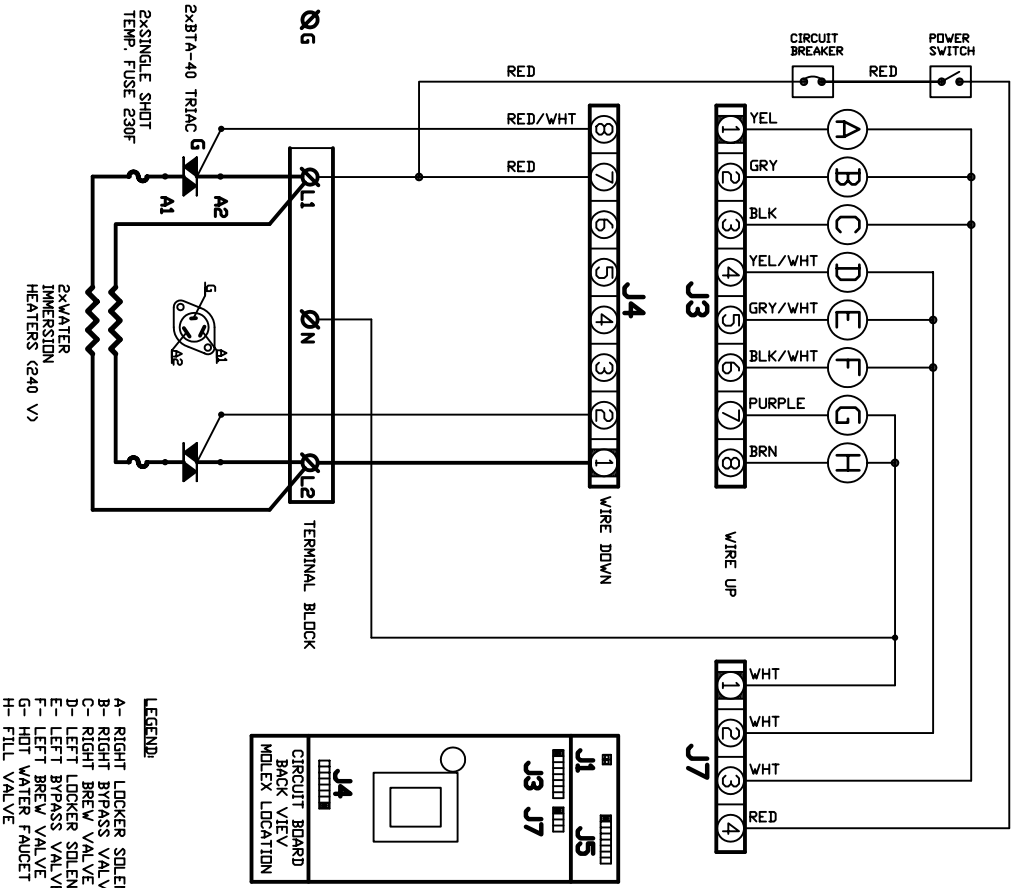 POWER
SWITCH
CIRCUIT
BREAKER
RED
RED
RED/WHT
RED
YEL
GRY
BLK
YEL/WHT
GRY/WHT
BLK/WHT
PURPLE
BRN
A
B
C
D
E
F
G
H
1
2
3
4
5
6
7
8
J3
WIRE UP
8
7
6
5
4
3
2
1
J4
WIRE DOWN
WHT
WHT
WHT
RED
1
2
3
4
J7
G
L1
N
L2
TERMINAL BLOCK
2xBTA-40 TRIAC
G
A1
A2
2xSINGLE SHOT
TEMP. FUSE 230F
G
A1
A2
2xWATER
IMMERSION
HEATERS (240 V)
J1
J5
J3
J7
J4
CIRCUIT BOARD
BACK VIEW
MOLEX LOCATION
LEGEND:
A- RIGHT LOCKER
B- RIGHT BYPASS
C- RIGHT BREW VALVE
D- LEFT LOCKER
E- LEFT BYPASS
F- LEFT BREW VALVE
G- HOT WATER FAUCET
H- FILL VALVE